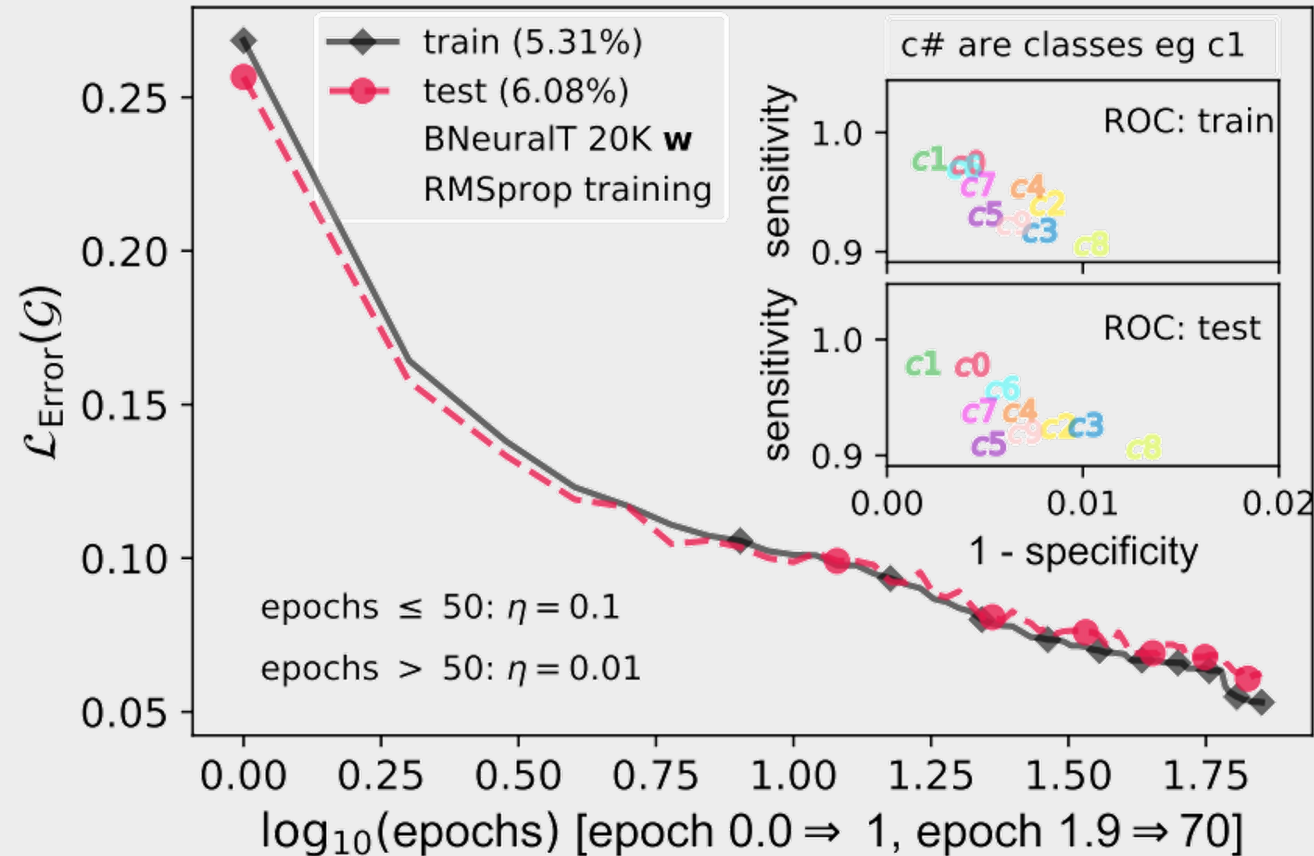 train (5.31%)
test (6.08%)
BNeuralT 20K w
RMSprop training
c# are classes eg c1
ROC: train
sensitivity
1.0
0.9
c1
c0
c7
c4
c2
c5
c9
c3
c8
ROC: test
sensitivity
1.0
0.9
c1
c0
c6
c7
c4
c9
c2
c3
c5
c8
0.00 0.01 0.02
1 - specificity
ℒError(𝒢)
0.25
0.20
0.15
0.10
0.05
epochs ≤ 50: η = 0.1
epochs > 50: η = 0.01
0.00 0.25 0.50 0.75 1.00 1.25 1.50 1.75
log10(epochs) [epoch 0.0 ⇒ 1, epoch 1.9 ⇒ 70]